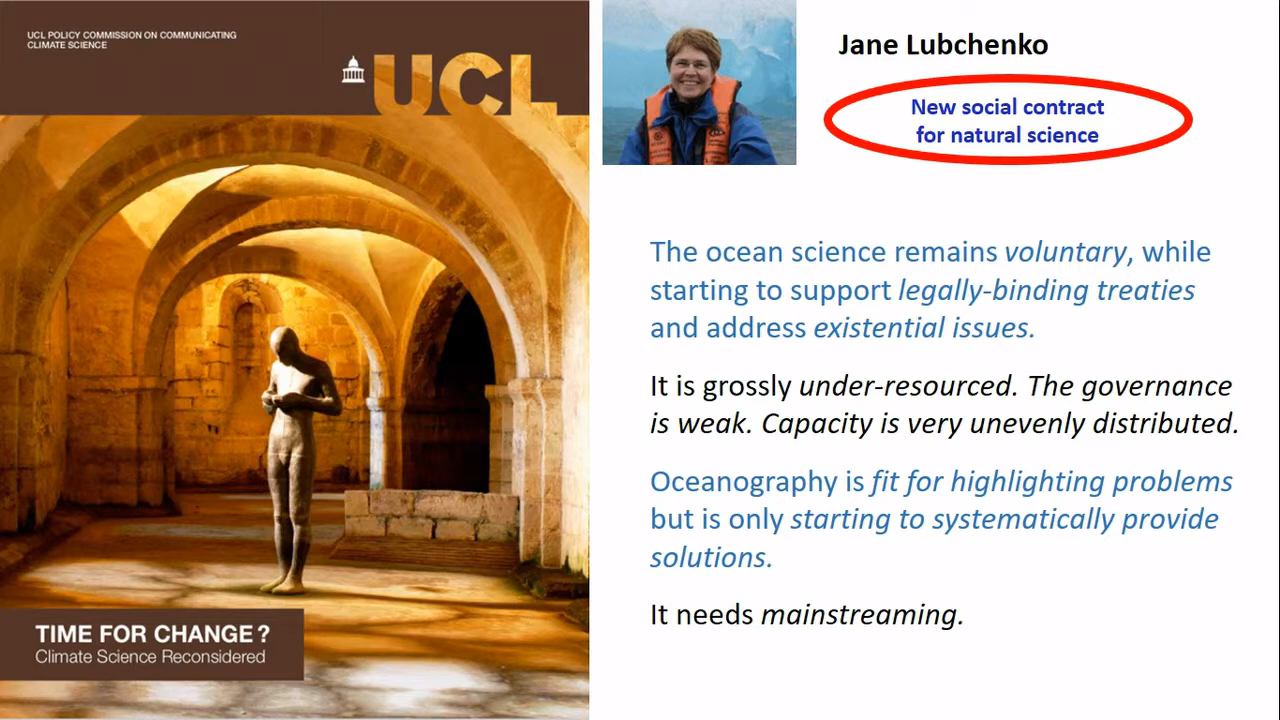 UCL POLICY COMMISSION ON COMMUNICATING
CLIMATE SCIENCE
UCL
TIME FOR CHANGE?
Climate Science Reconsidered
Jane Lubchenko
New social contract
for natural science
The ocean science remains voluntary, while
starting to support legally-binding treaties
and address existential issues.
It is grossly under-resourced. The governance
is weak. Capacity is very unevenly distributed.
Oceanography is fit for highlighting problems
but is only starting to systematically provide
solutions.
It needs mainstreaming.